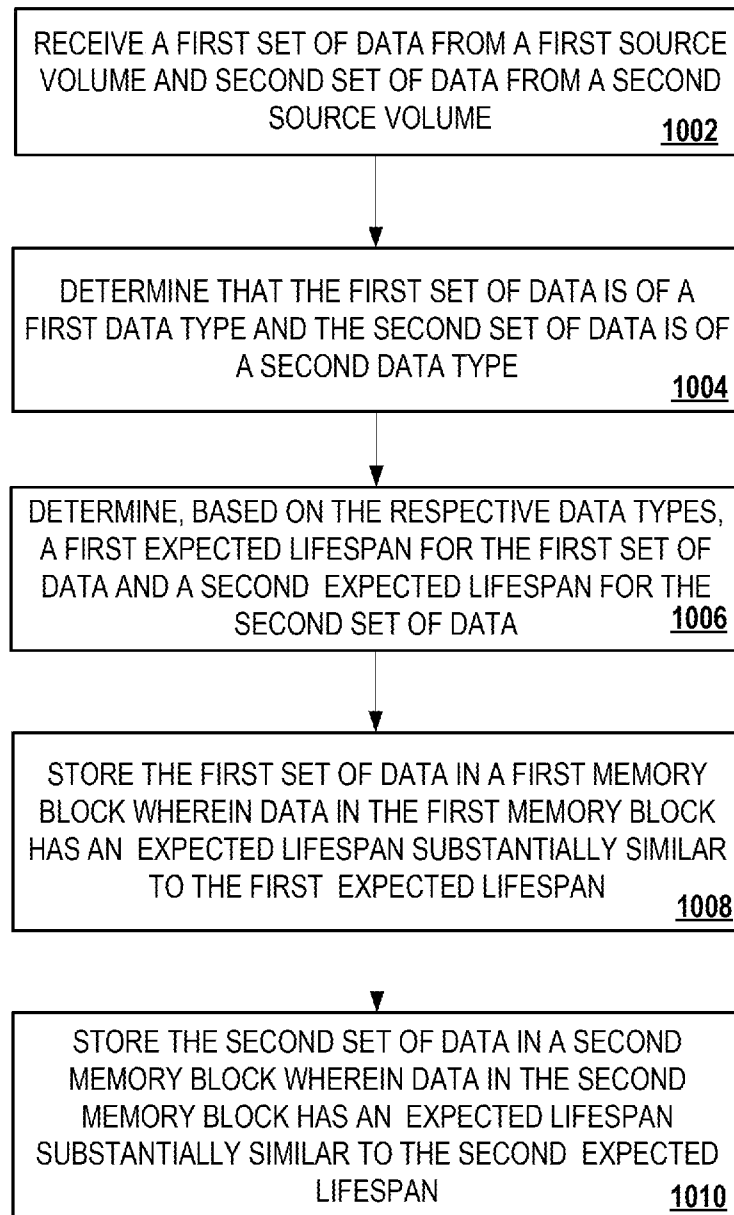 RECEIVE A FIRST SET OF DATA FROM A FIRST SOURCE
VOLUME AND SECOND SET OF DATA FROM A SECOND
SOURCE VOLUME
1002
DETERMINE THAT THE FIRST SET OF DATA IS OF A
FIRST DATA TYPE AND THE SECOND SET OF DATA IS OF
A SECOND DATA TYPE
1004
DETERMINE, BASED ON THE RESPECTIVE DATA TYPES,
A FIRST EXPECTED LIFESPAN FOR THE FIRST SET OF
DATA AND A SECOND EXPECTED LIFESPAN FOR THE
SECOND SET OF DATA
1006
STORE THE FIRST SET OF DATA IN A FIRST MEMORY
BLOCK WHEREIN DATA IN THE FIRST MEMORY BLOCK
HAS AN EXPECTED LIFESPAN SUBSTANTIALLY SIMILAR
TO THE FIRST EXPECTED LIFESPAN
1008
STORE THE SECOND SET OF DATA IN A SECOND
MEMORY BLOCK WHEREIN DATA IN THE SECOND
MEMORY BLOCK HAS AN EXPECTED LIFESPAN
SUBSTANTIALLY SIMILAR TO THE SECOND EXPECTED
LIFESPAN
1010